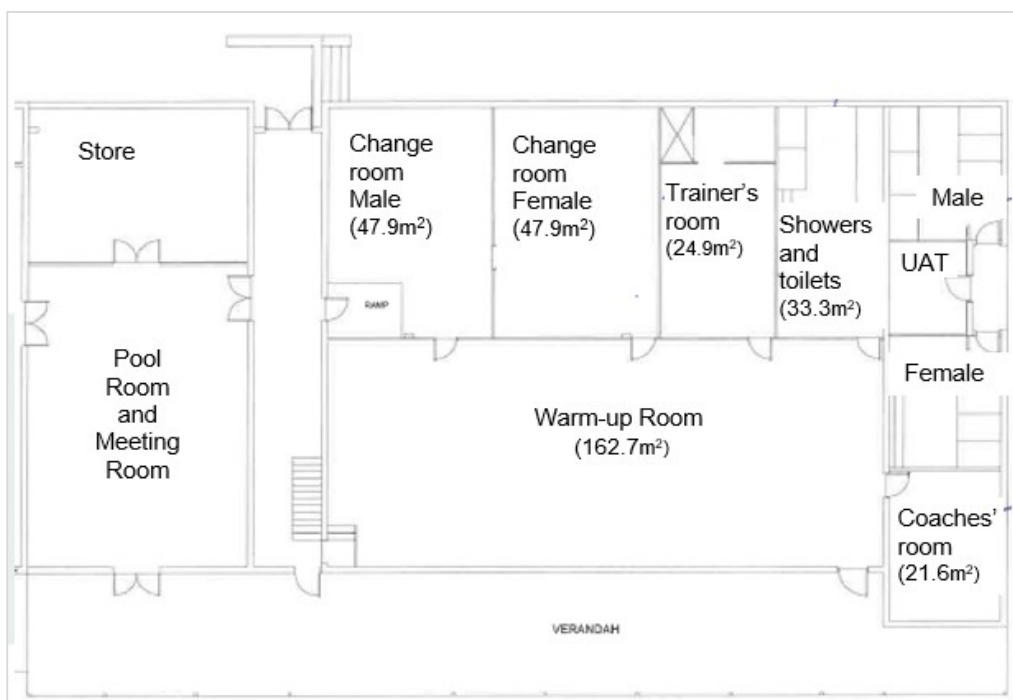 Store
Change
room
Male
(47.9m²)
Change
room
Female
(47.9m²)
Trainer's
room
(24.9m²)
Showers
and
toilets
(33.3m²)
Male
UAT
RAMP
Pool
Room
and
Meeting
Room
Warm-up Room
(162.7m²)
Female
Coaches'
room
(21.6m²)
VERANDAH